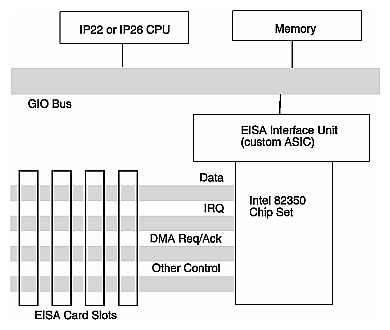 IP22 or IP26 CPU
Memory
GIO Bus
EISA Interface Unit
(custom ASIC)
Data
IRQ
Intel 82350
Chip Set
DMA Req/Ack
Other Control
EISA Card Slots